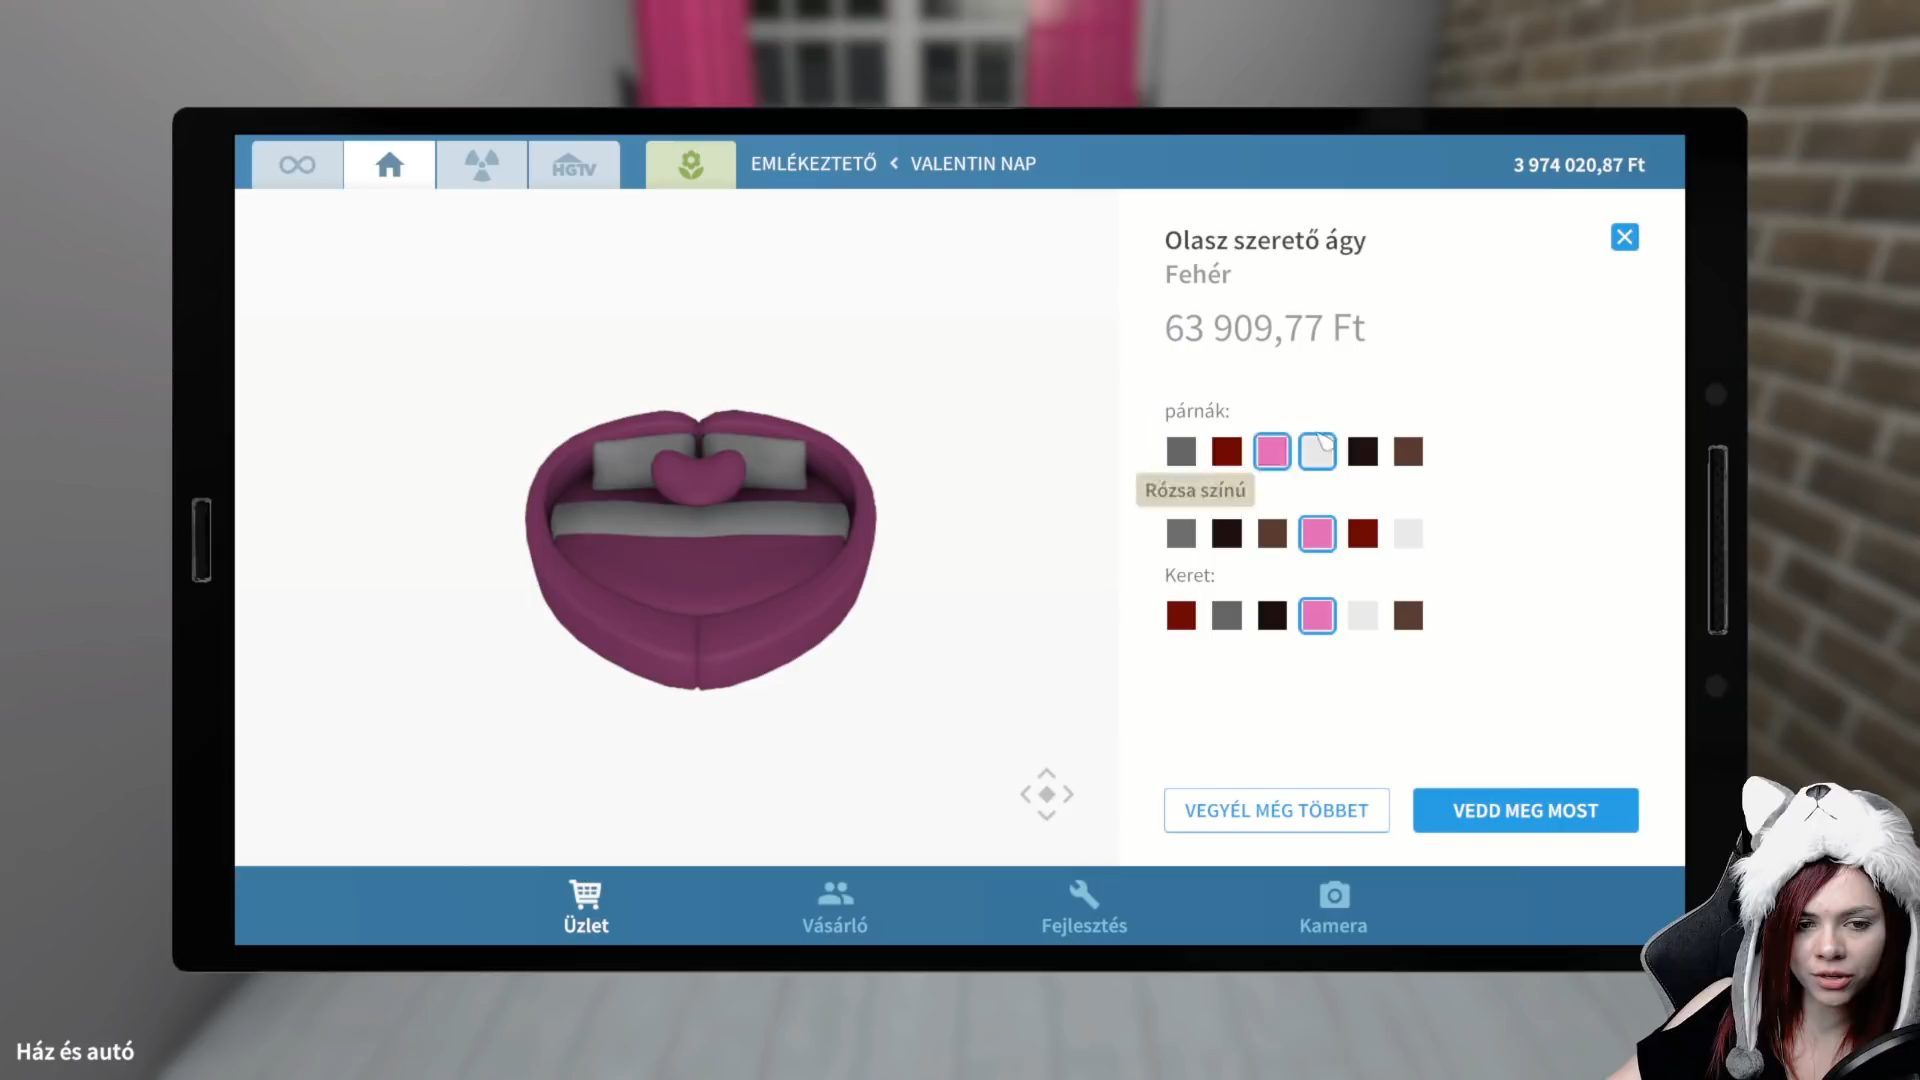 HGTV
EMLÉKEZTETŐ < VALENTIN NAP
3 974 020,87 Ft
Olasz szerető ágy
Fehér
63 909,77 Ft
párnák:
Rózsa színú
Keret:
VEGYÉL MÉG TÖBBET
VEDD MEG MOST
Üzlet
Vásárló
Fejlesztés
Kamera
Ház és autó